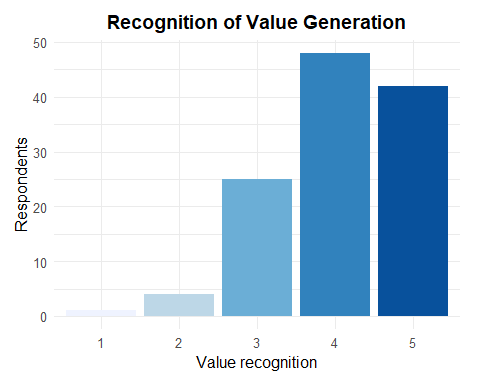 Recognition of Value Generation
50
40
30
20
10
0
Respondents
1 2 3 4 5
Value recognition